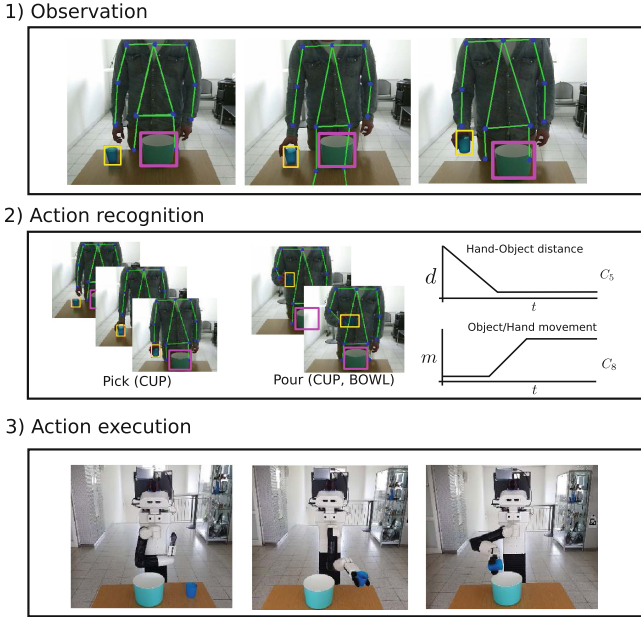 1) Observation
2) Action recognition
Hand-Object distance
d
C₅
t
Object/Hand movement
m
C₈
t
Pick (CUP)
Pour (CUP, BOWL)
3) Action execution